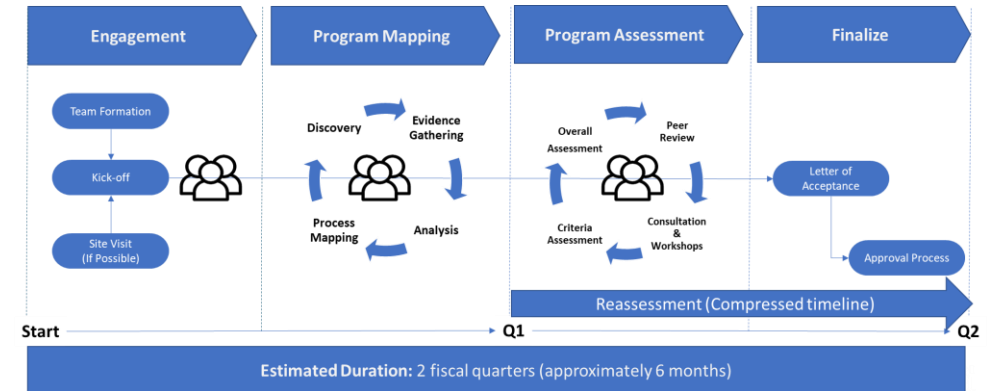 Engagement
Program Mapping
Program Assessment
Finalize
Team Formation
Kick-off
Site Visit
(If Possible)
Discovery
Evidence
Gathering
Process
Mapping
Analysis
Overall
Assessment
Peer
Review
Criteria
Assessment
Consultation
&
Workshops
Letter of
Acceptance
Approval Process
Reassessment (Compressed timeline)
Start
Q1
Q2
Estimated Duration: 2 fiscal quarters (approximately 6 months)